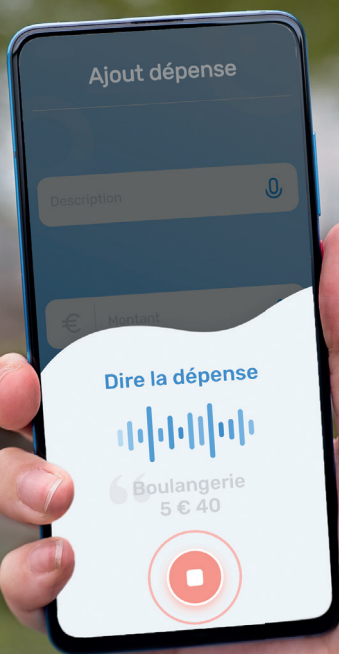 Ajout dépense
Description
€ Montant
Dire la dépense
“ Boulangerie
5 € 40